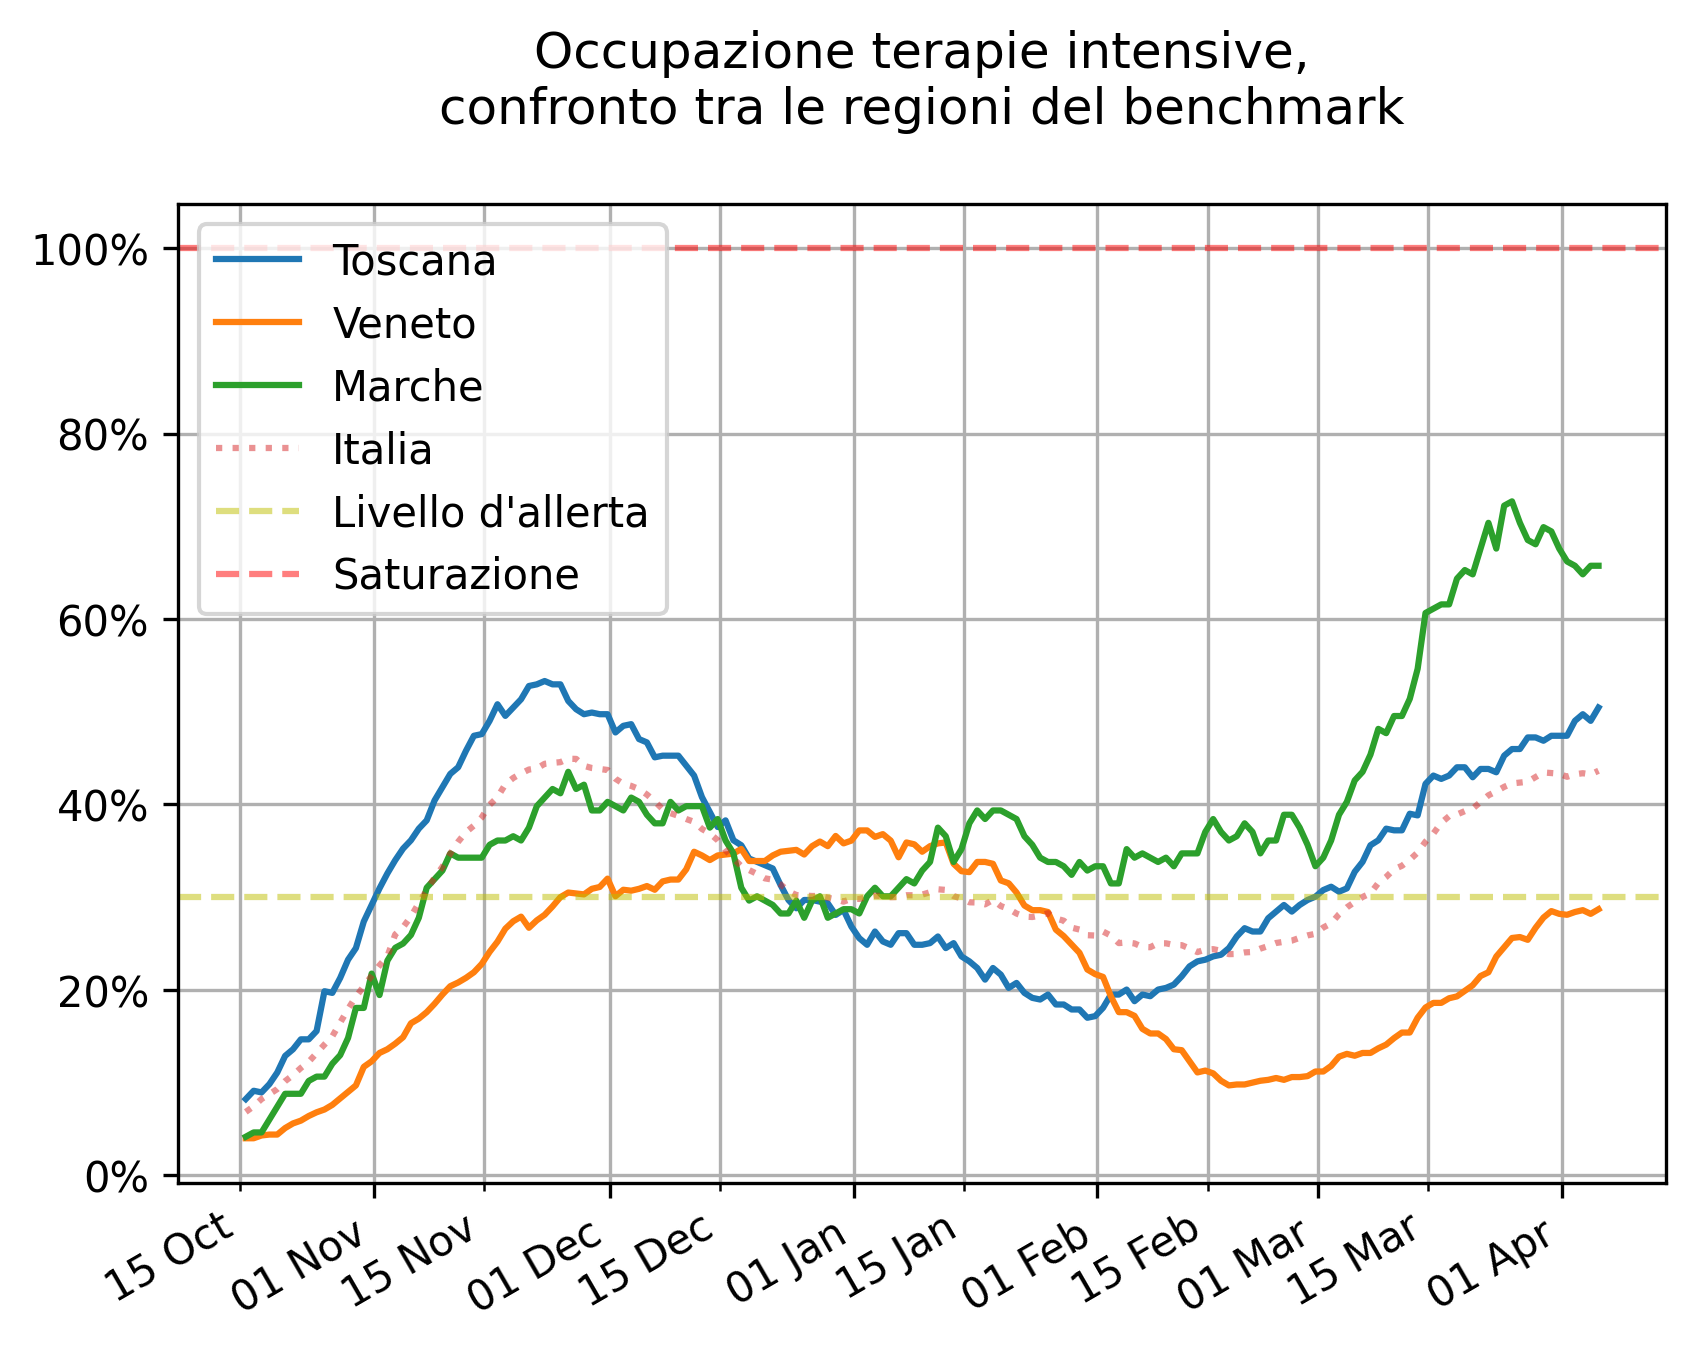 Occupazione terapie intensive,
confronto tra le regioni del benchmark
100%
80%
60%
40%
20%
0%
Toscana
Veneto
Marche
Italia
Livello d'allerta
Saturazione
15 Oct
01 Nov
15 Nov
01 Dec
15 Dec
01 Jan
15 Jan
01 Feb
15 Feb
01 Mar
15 Mar
01 Apr